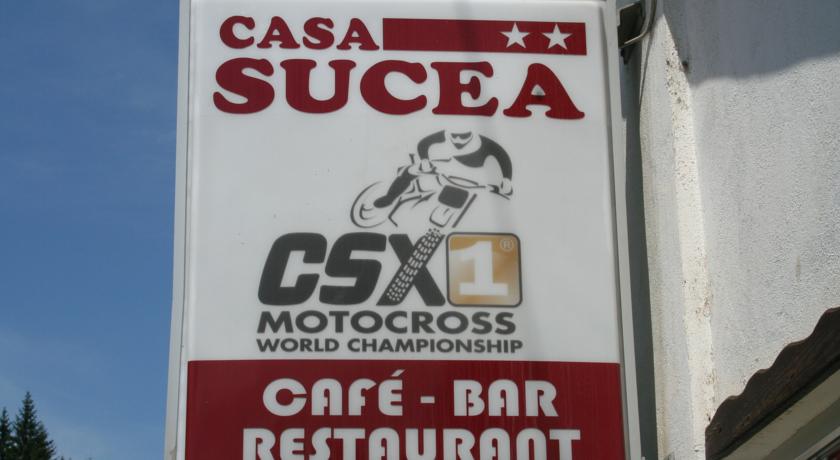 CASA
SUCEA
CSX1®
MOTOCROSS
WORLD CHAMPIONSHIP
CAFÉ - BAR
RESTAURANT